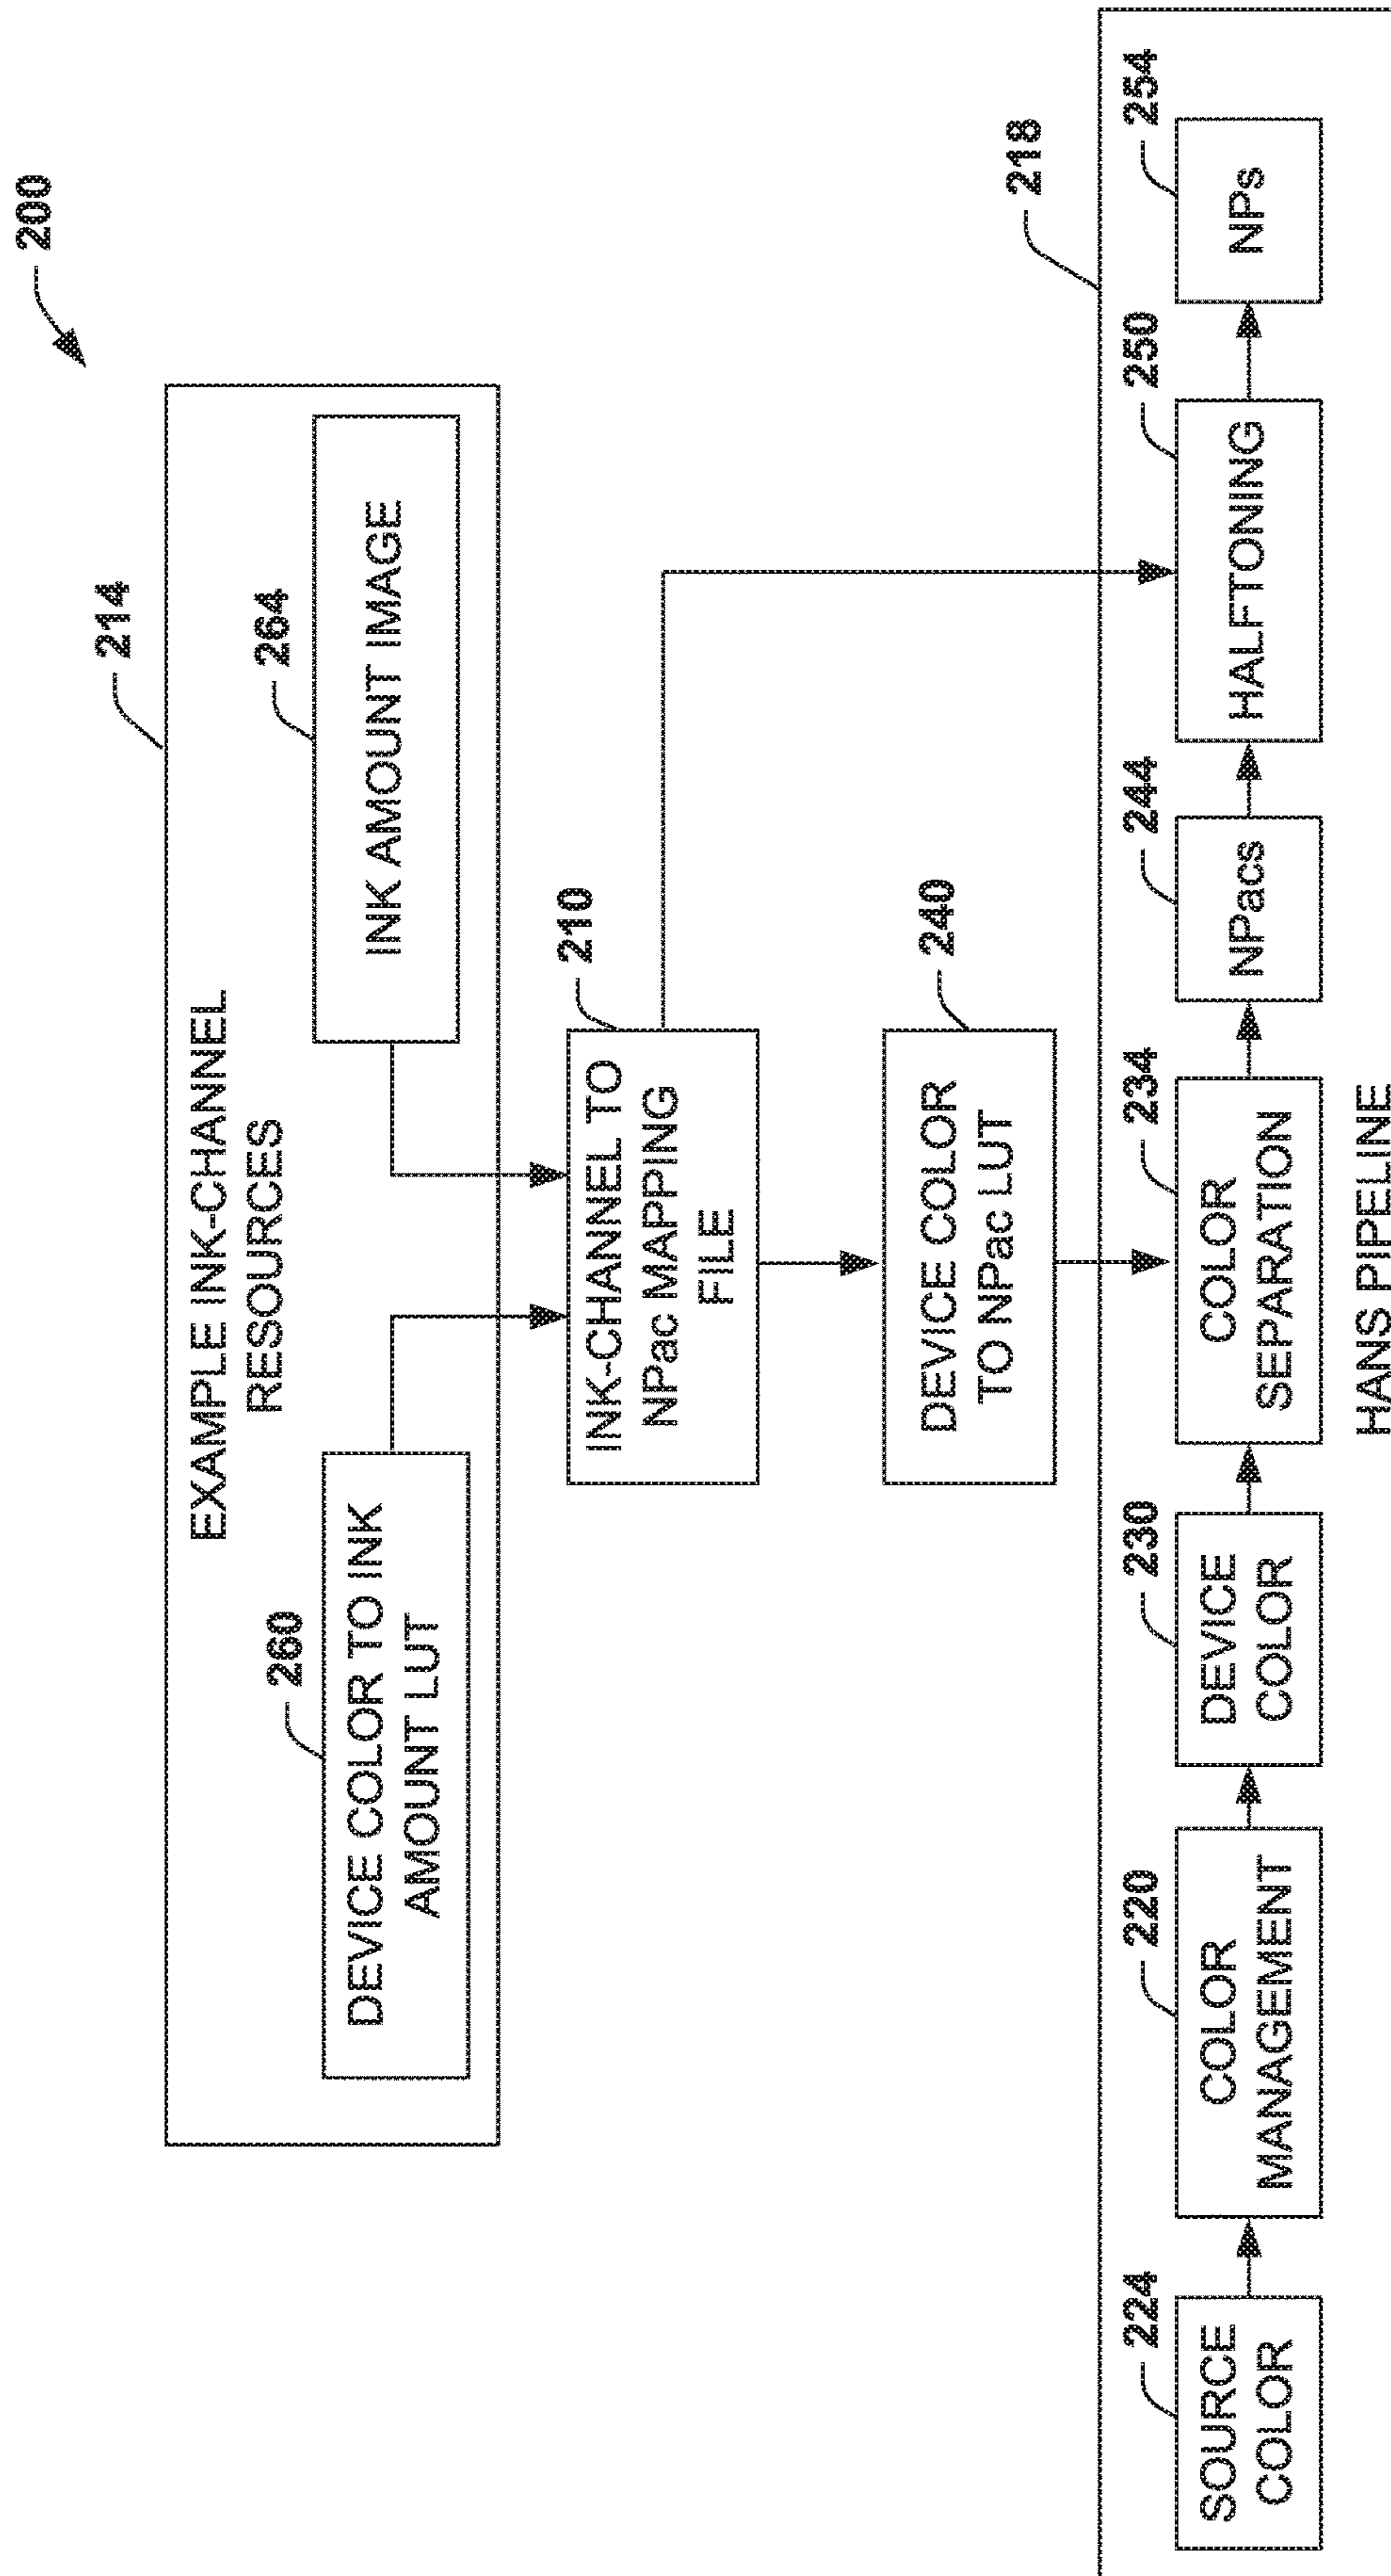 200
214
EXAMPLE INK-CHANNEL
RESOURCES
260
DEVICE COLOR TO INK
AMOUNT LUT
264
INK AMOUNT IMAGE
210
INK-CHANNEL TO
NPac MAPPING
FILE
240
DEVICE COLOR
TO NPac LUT
218
224
SOURCE
COLOR
220
COLOR
MANAGEMENT
230
DEVICE
COLOR
234
COLOR
SEPARATION
244
NPacs
250
HALFTONING
254
NPs
HANS PIPELINE